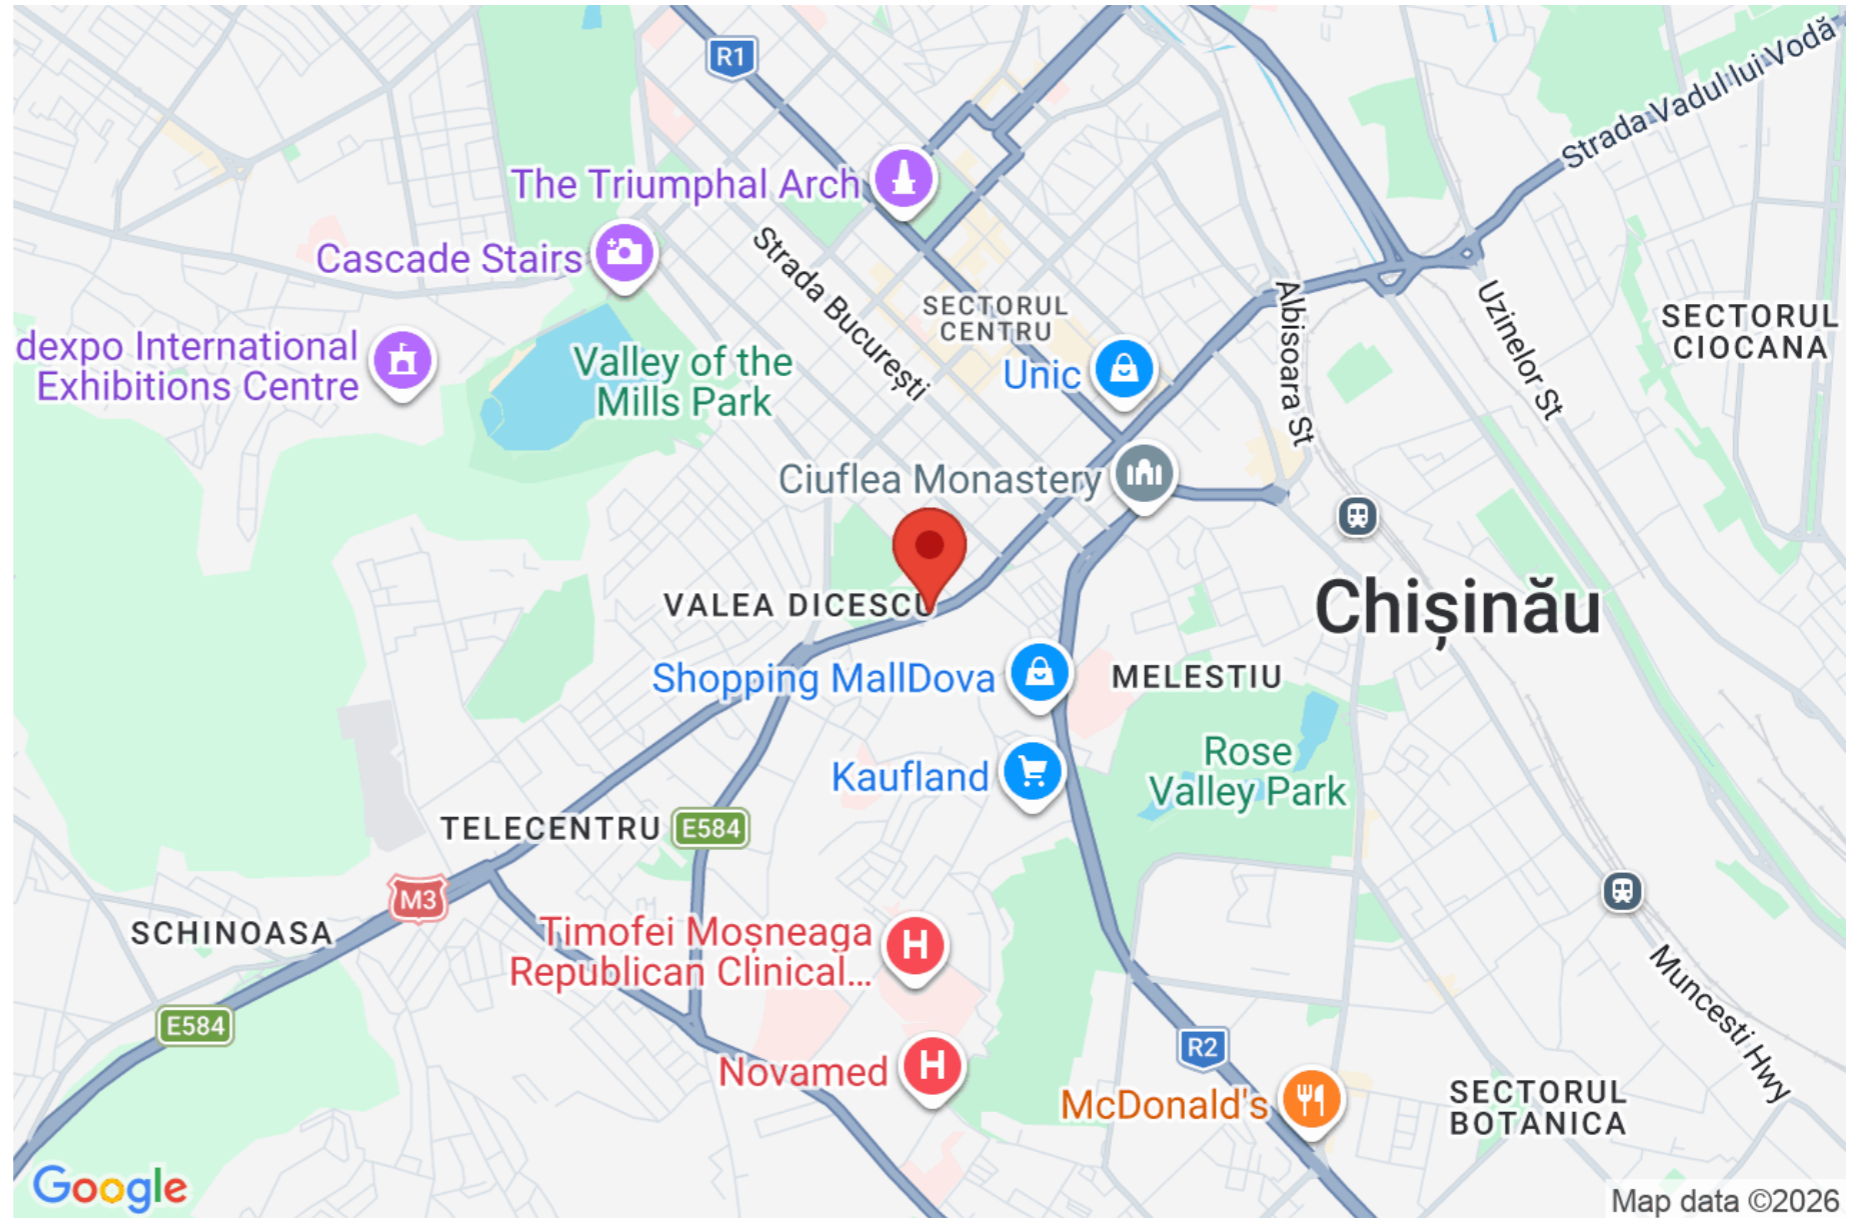 R1
Strada Vadul lui Vodă
The Triumphal Arch
Cascade Stairs
Strada București
SECTORUL
CENTRU
Albisoara St
Uzinelor St
SECTORUL
CIOCANA
dexpo International
Exhibitions Centre
Valley of the
Mills Park
Unic
Ciuflea Monastery
VALEA DICESCU
Chișinău
Shopping MallDova
MELESTIU
Kaufland
Rose
Valley Park
TELECENTRU
E584
M3
SCHINOASA
Timofei Moșneaga
Republican Clinical...
H
E584
Muncesti Hwy
R2
Novamed
H
McDonald's
SECTORUL
BOTANICA
Google
Map data ©2026